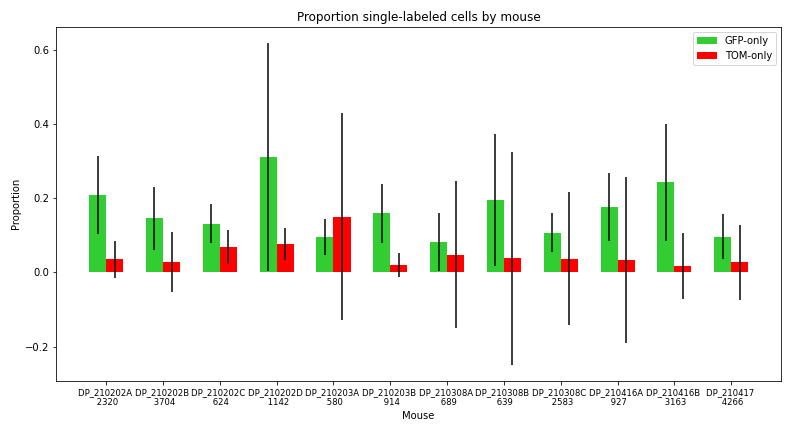 Proportion single-labeled cells by mouse
GFP-only
TOM-only
0.6
0.4
0.2
0.0
−0.2
Proportion
DP_210202A DP_210202B DP_210202C DP_210202D DP_210203A DP_210203B DP_210308A DP_210308B DP_210308C DP_210416A DP_210416B DP_210417
2320 3704 624 1142 580 914 689 639 2583 927 3163 4266
Mouse